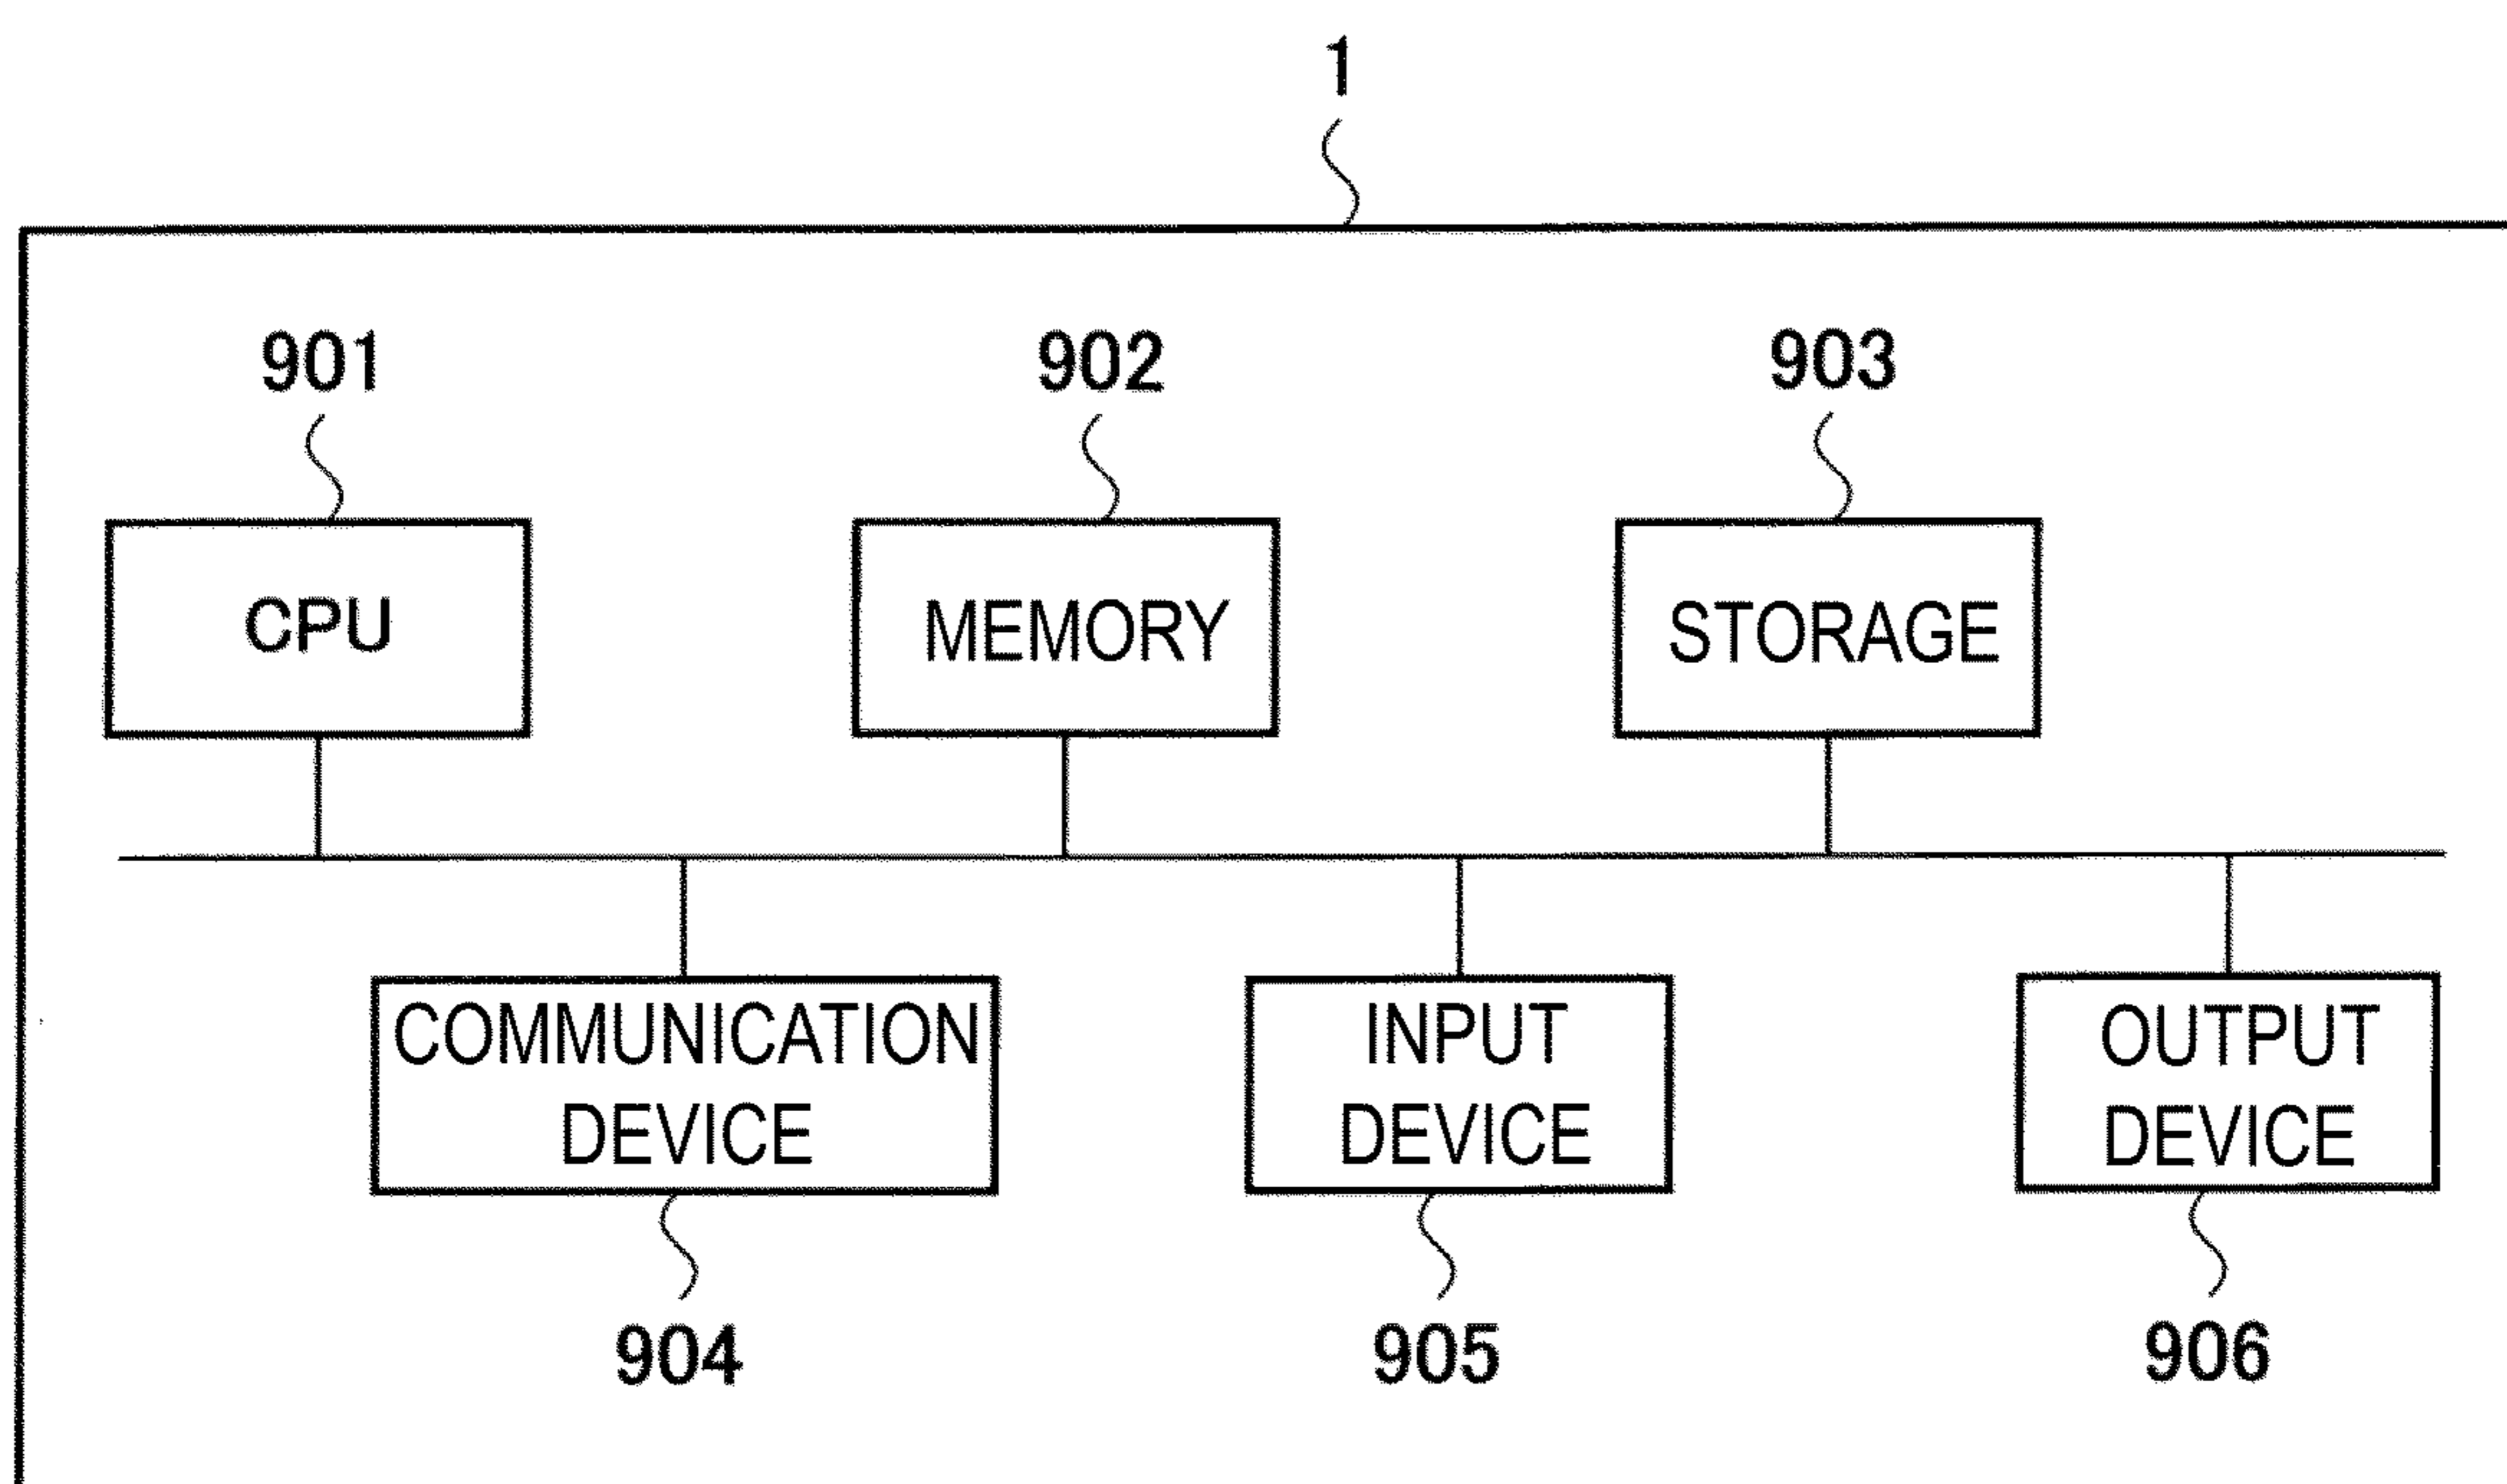 1
901
902
903
CPU
MEMORY
STORAGE
COMMUNICATION
DEVICE
INPUT
DEVICE
OUTPUT
DEVICE
904
905
906